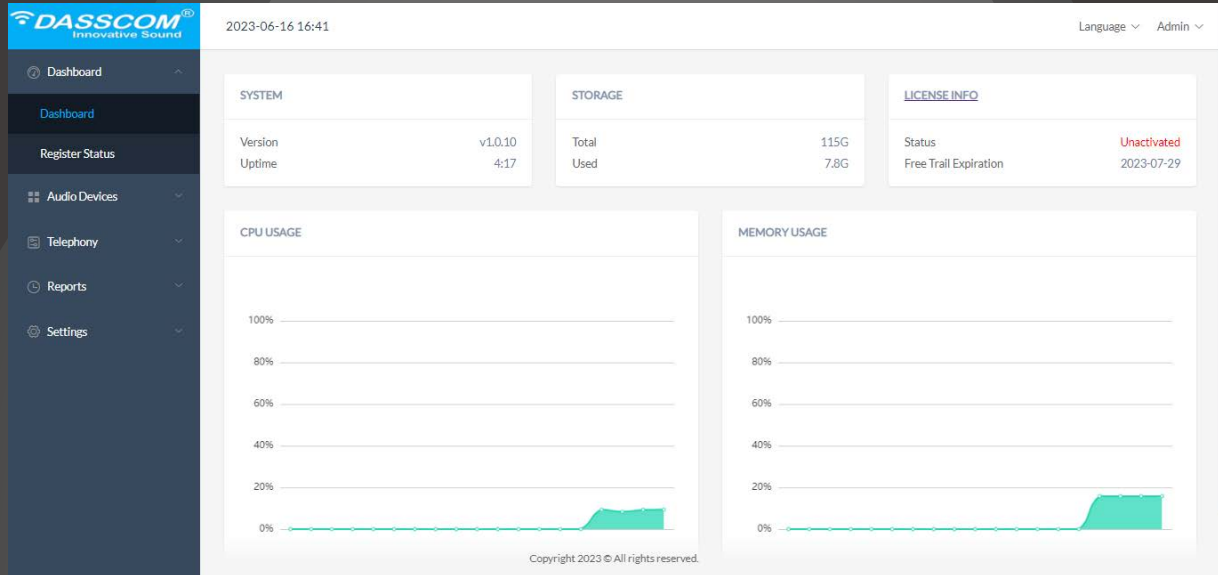 DASSCOM®
Innovative Sound
2023-06-16 16:41
Language
Admin
Dashboard
Dashboard
Register Status
Audio Devices
Telephony
Reports
Settings
SYSTEM
Version v1.0.10
Uptime 4:17
STORAGE
Total 115G
Used 7.8G
LICENSE INFO
Status Unactivated
Free Trail Expiration 2023-07-29
CPU USAGE
100%
80%
60%
40%
20%
0%
MEMORY USAGE
100%
80%
60%
40%
20%
0%
Copyright 2023 © All rights reserved.